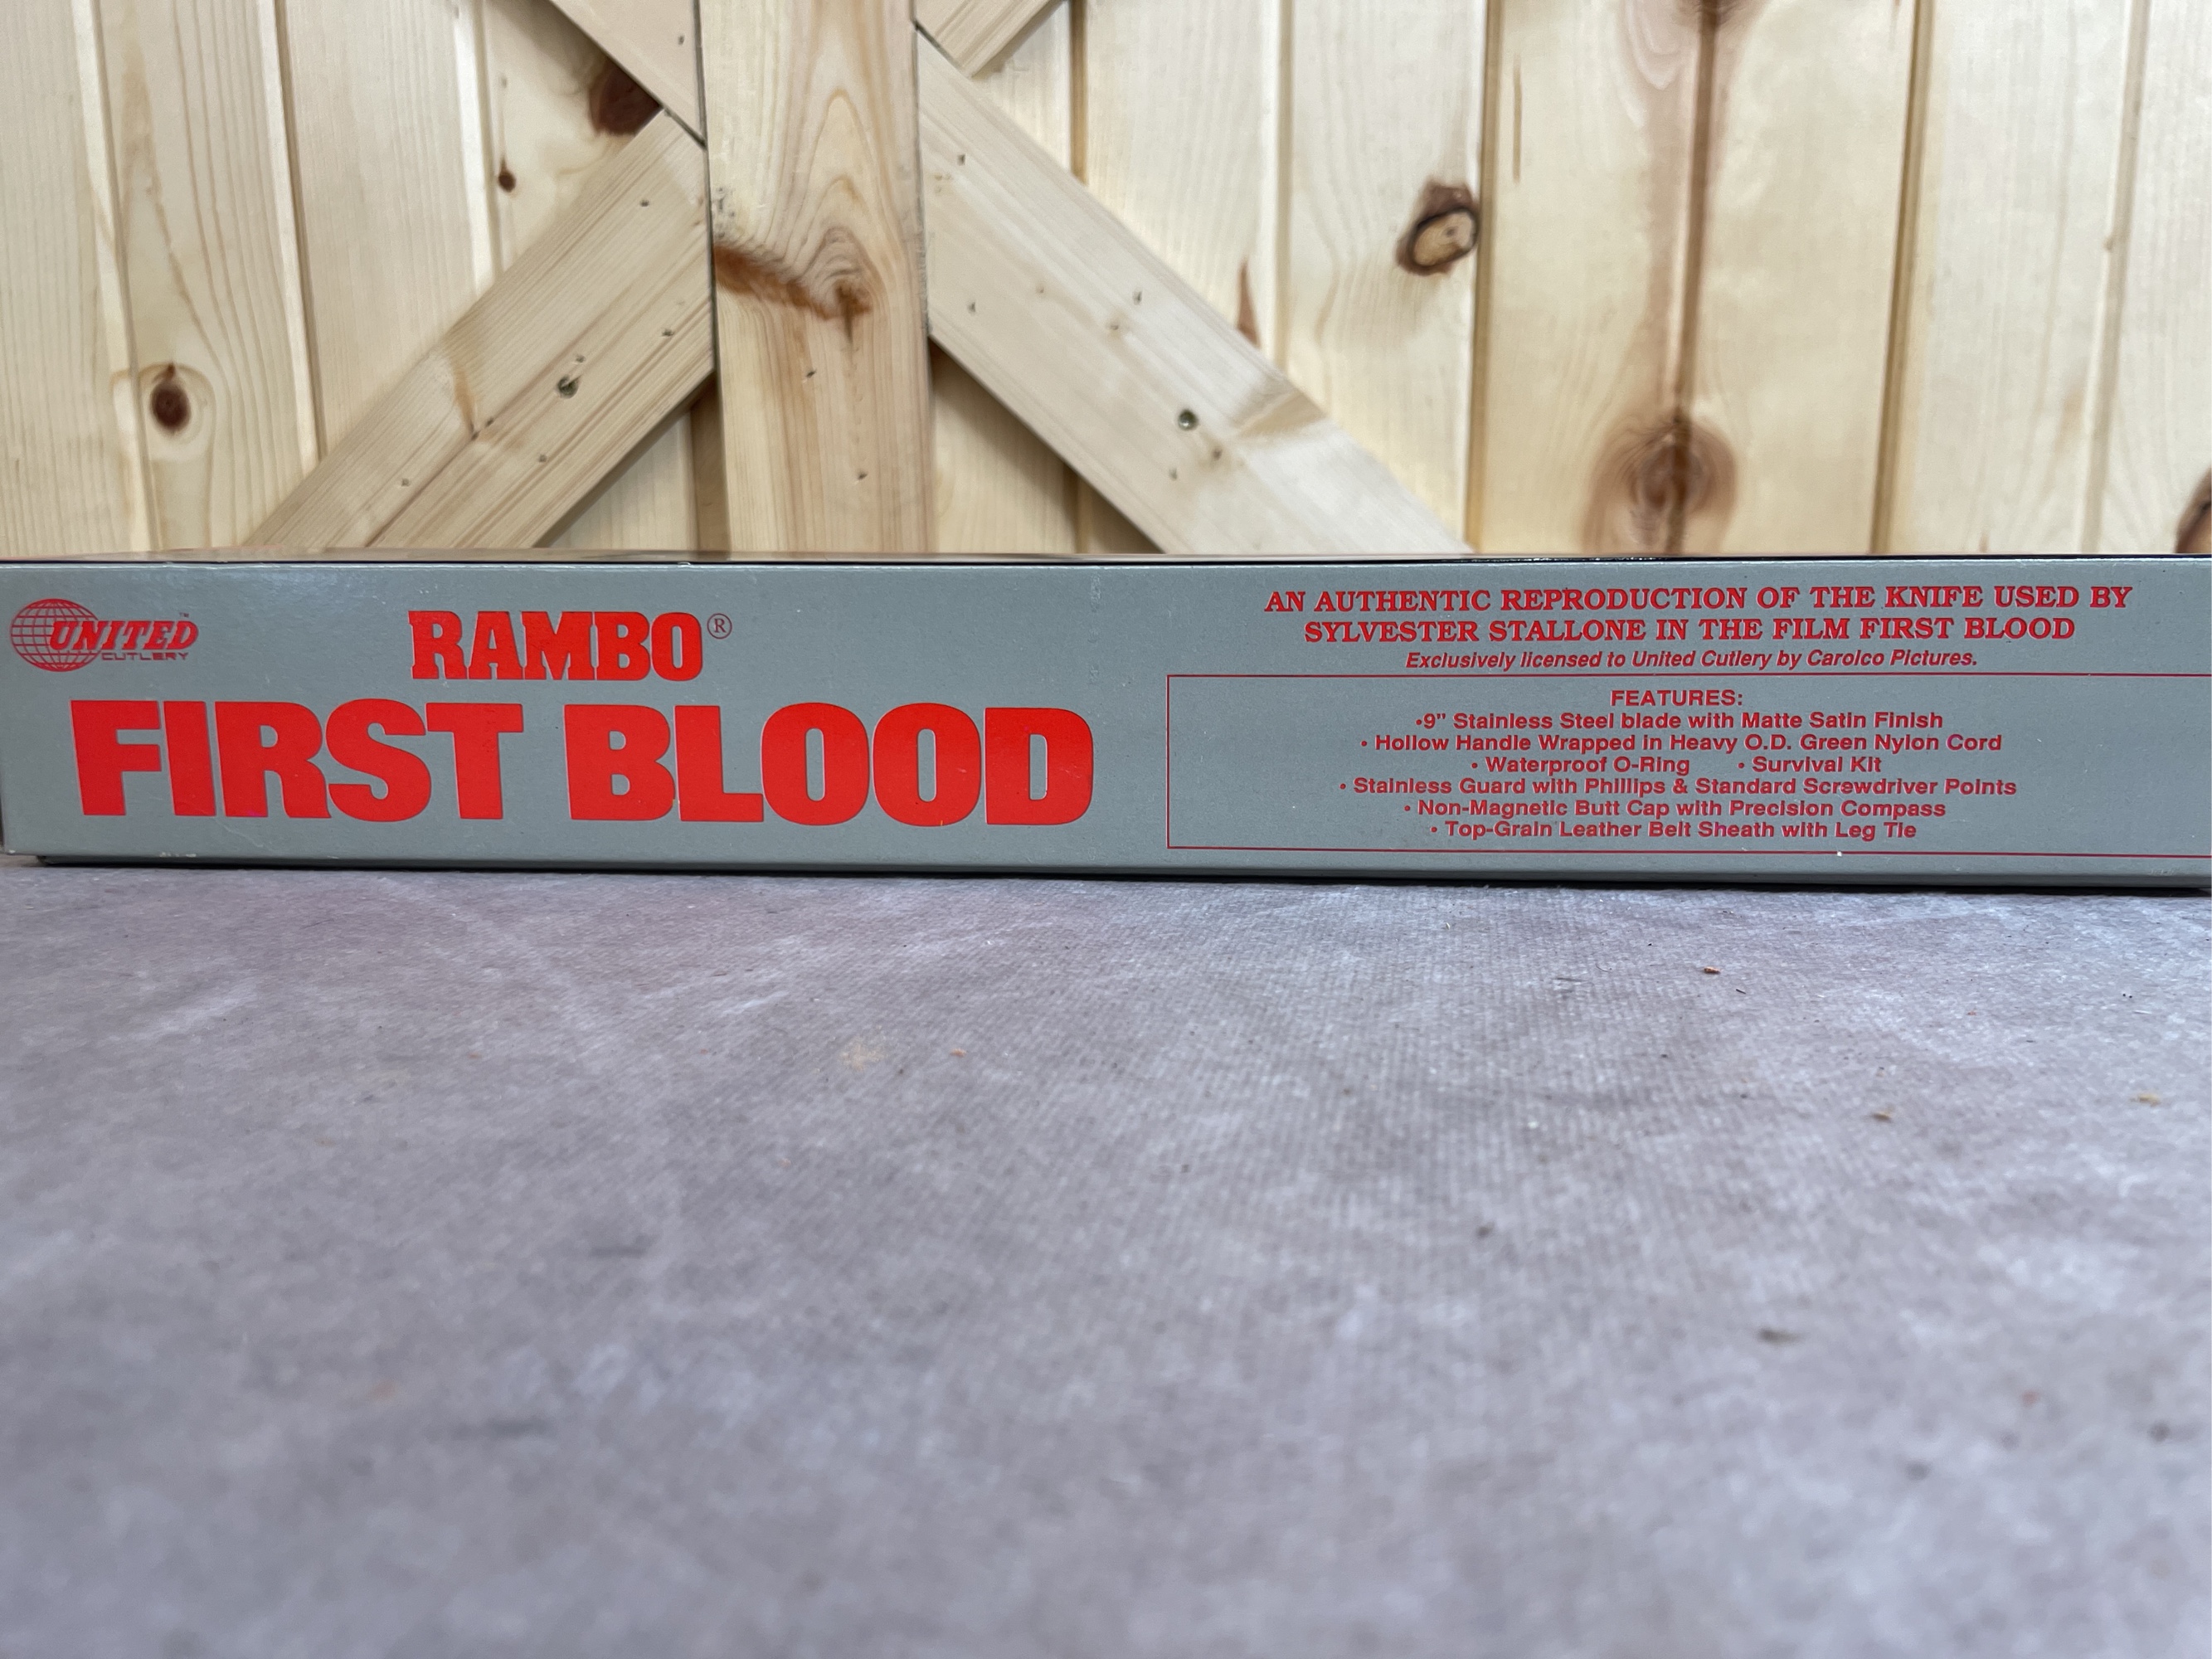 UNITED™
CUTLERY
RAMBO®
FIRST BLOOD
AN AUTHENTIC REPRODUCTION OF THE KNIFE USED BY
SYLVESTER STALLONE IN THE FILM FIRST BLOOD
Exclusively licensed to United Cutlery by Carolco Pictures.
FEATURES:
•9" Stainless Steel blade with Matte Satin Finish
• Hollow Handle Wrapped in Heavy O.D. Green Nylon Cord
• Waterproof O-Ring • Survival Kit
• Stainless Guard with Phillips & Standard Screwdriver Points
• Non-Magnetic Butt Cap with Precision Compass
• Top-Grain Leather Belt Sheath with Leg Tie